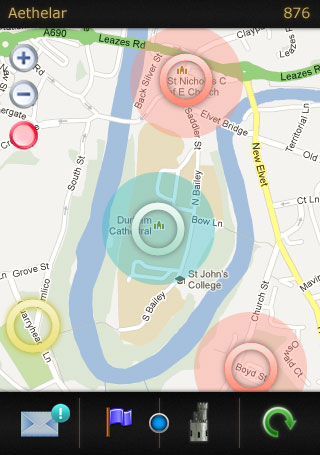 Aethelar 876
A690
Leazes Rd
Claypa
Leazes Rd
Back Silver St
St Nicholas C
of E Church
Saddler St
Elvet Bridge
Territorial Ln
Old
New Elvet
South St
N Bailey
Ct Ln
Durham
Cathedral
Bow Ln
Mavin
St John's
College
Grove St
S Bailey
Church St
Boyd St
!